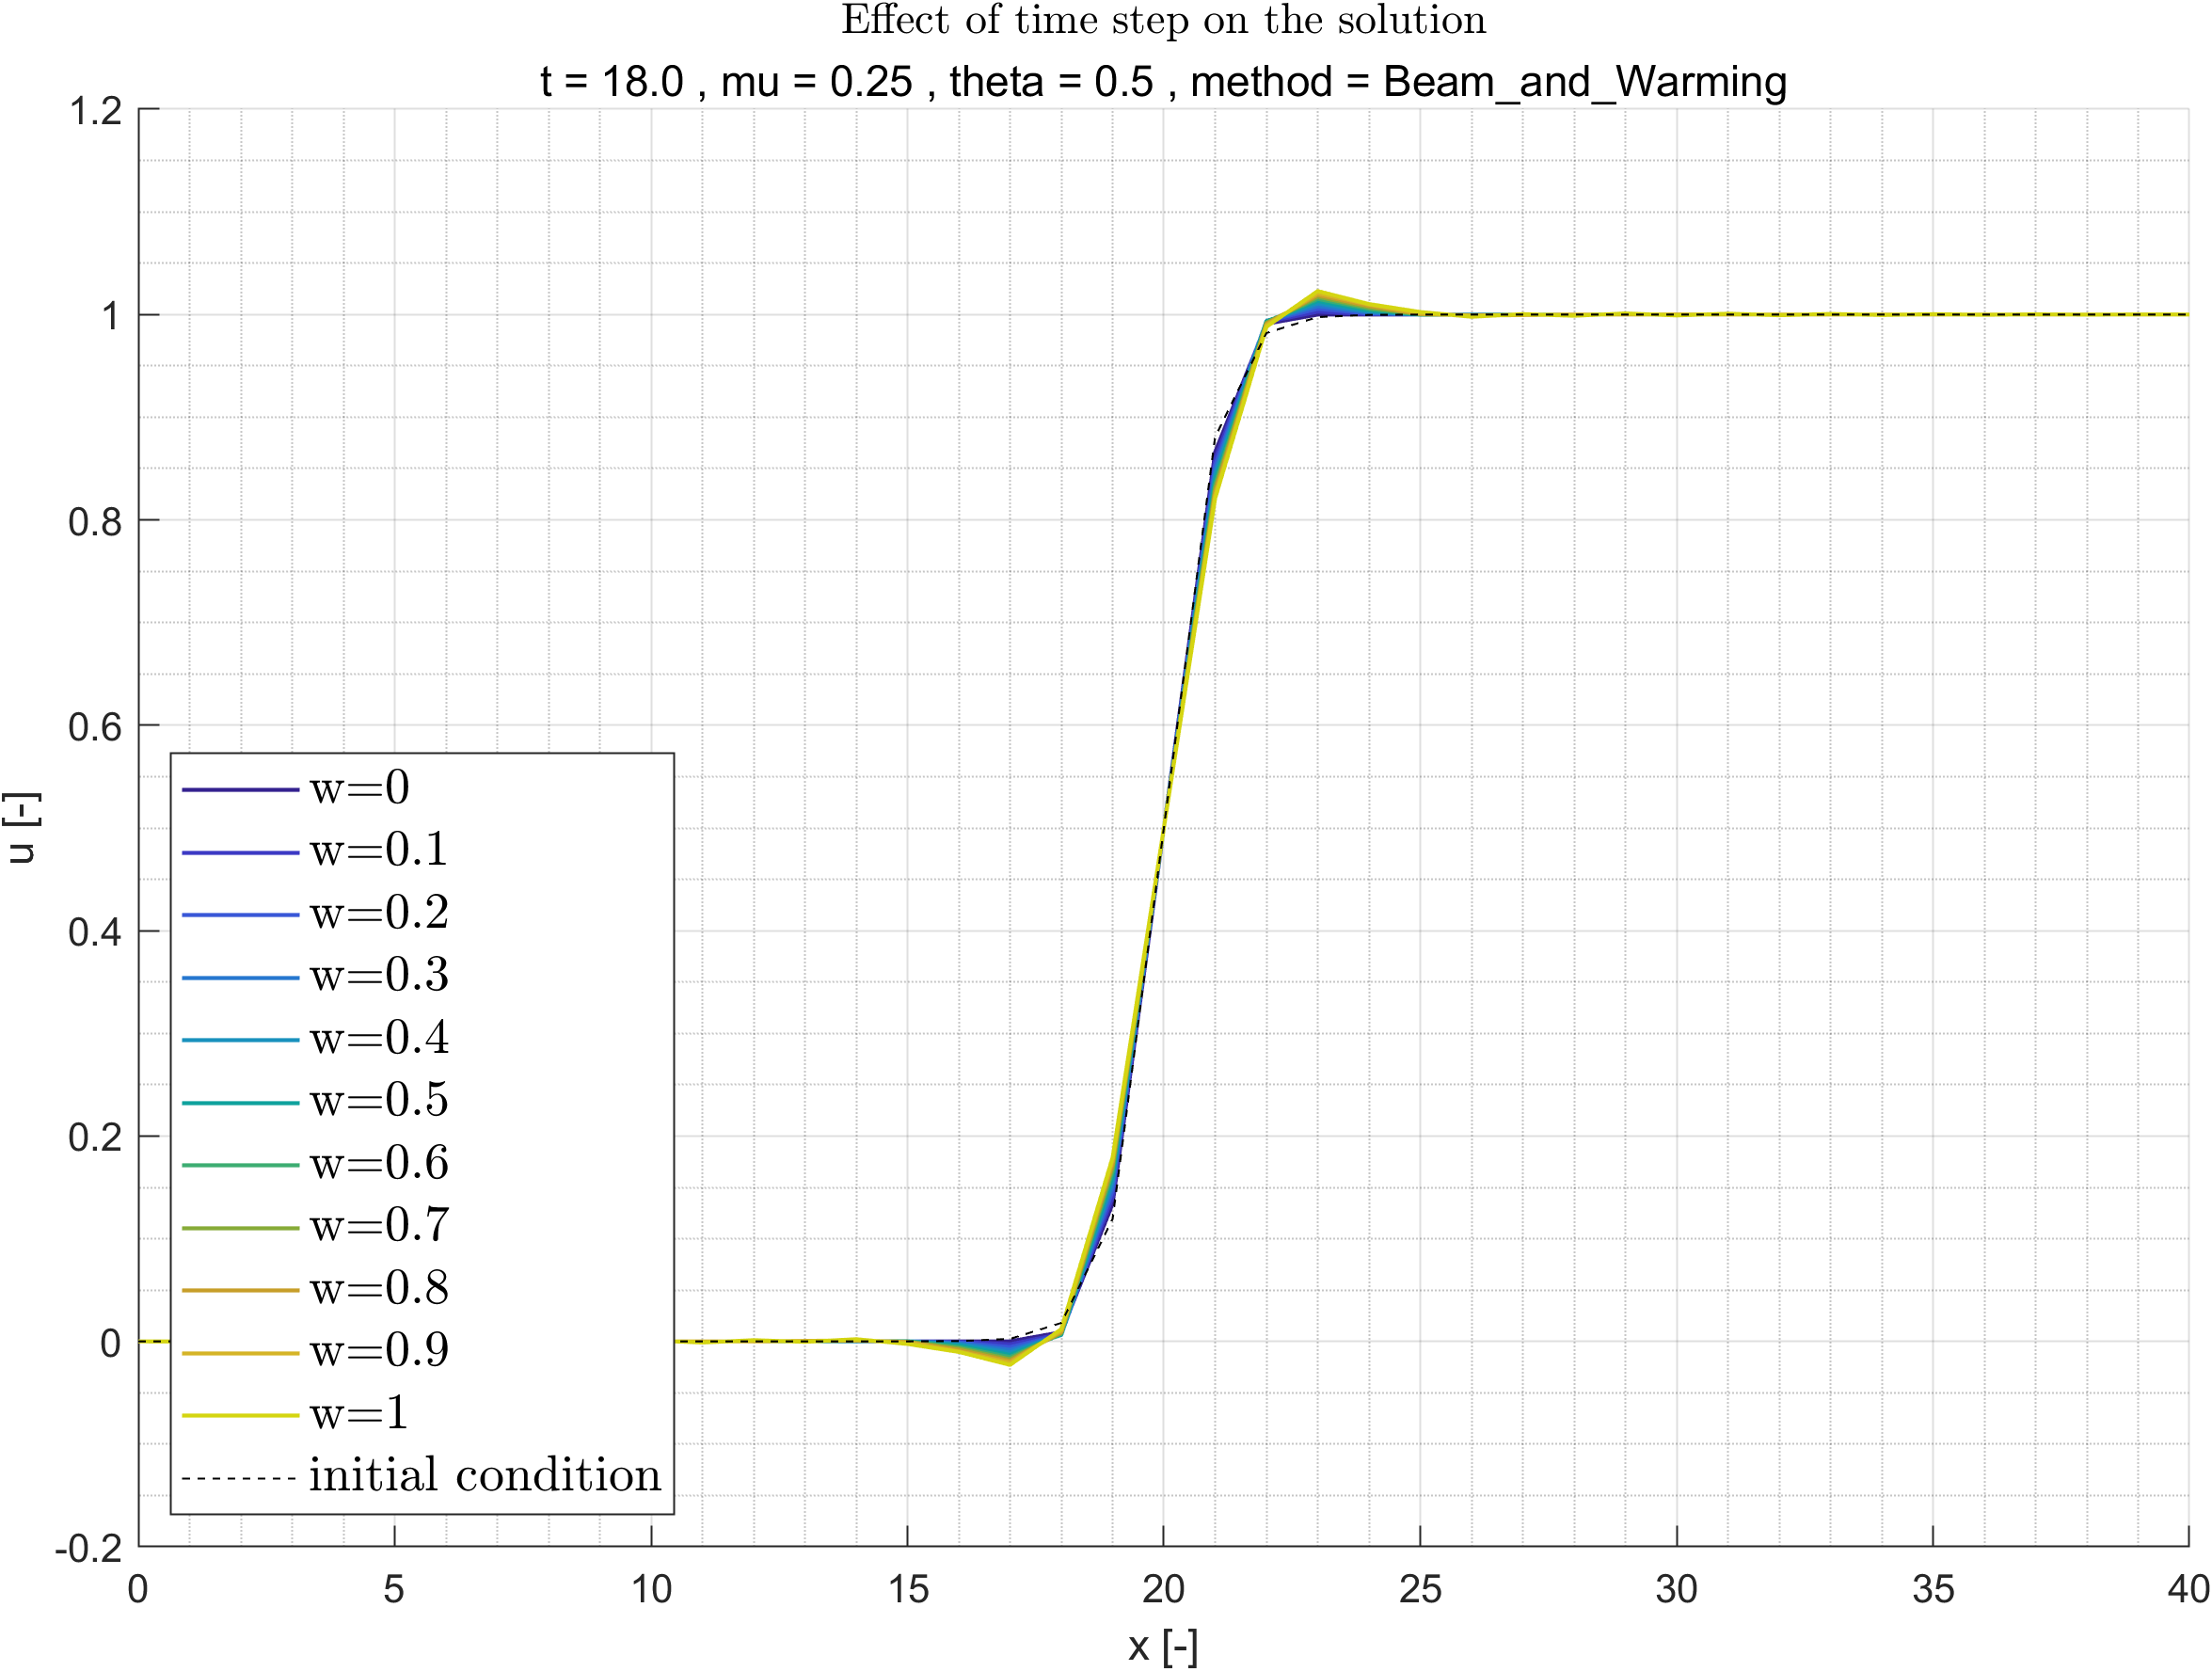 Effect of time step on the solution
t = 18.0 , mu = 0.25 , theta = 0.5 , method = Beam_and_Warming
1.2
1
0.8
0.6
0.4
0.2
0
-0.2
u [-]
w=0
w=0.1
w=0.2
w=0.3
w=0.4
w=0.5
w=0.6
w=0.7
w=0.8
w=0.9
w=1
initial condition
0 5 10 15 20 25 30 35 40
x [-]